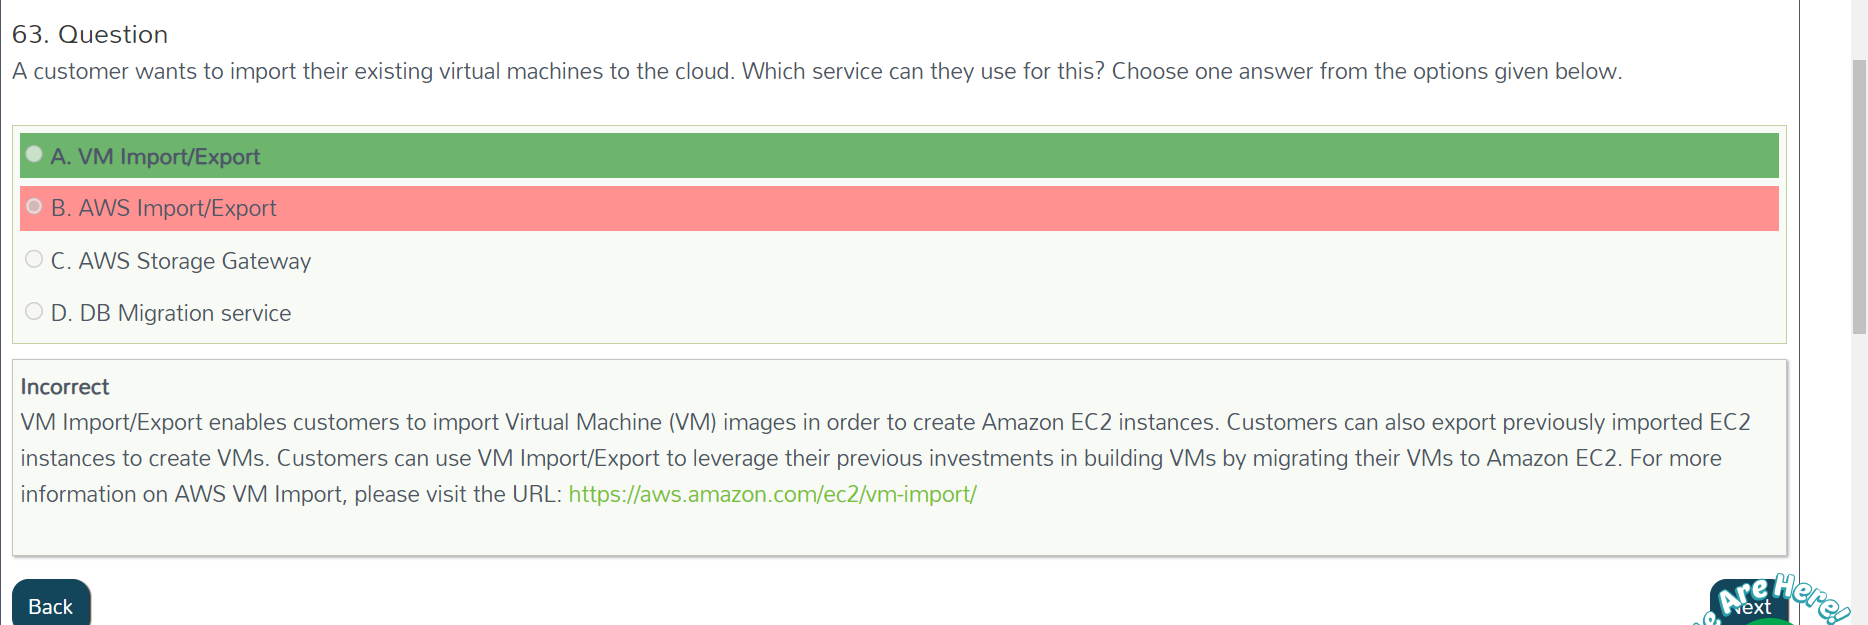 63. Question
A customer wants to import their existing virtual machines to the cloud. Which service can they use for this? Choose one answer from the options given below.
A. VM Import/Export
B. AWS Import/Export
C. AWS Storage Gateway
D. DB Migration service
Incorrect
VM Import/Export enables customers to import Virtual Machine (VM) images in order to create Amazon EC2 instances. Customers can also export previously imported EC2
instances to create VMs. Customers can use VM Import/Export to leverage their previous investments in building VMs by migrating their VMs to Amazon EC2. For more
information on AWS VM Import, please visit the URL: https://aws.amazon.com/ec2/vm-import/
Back
Are Here!